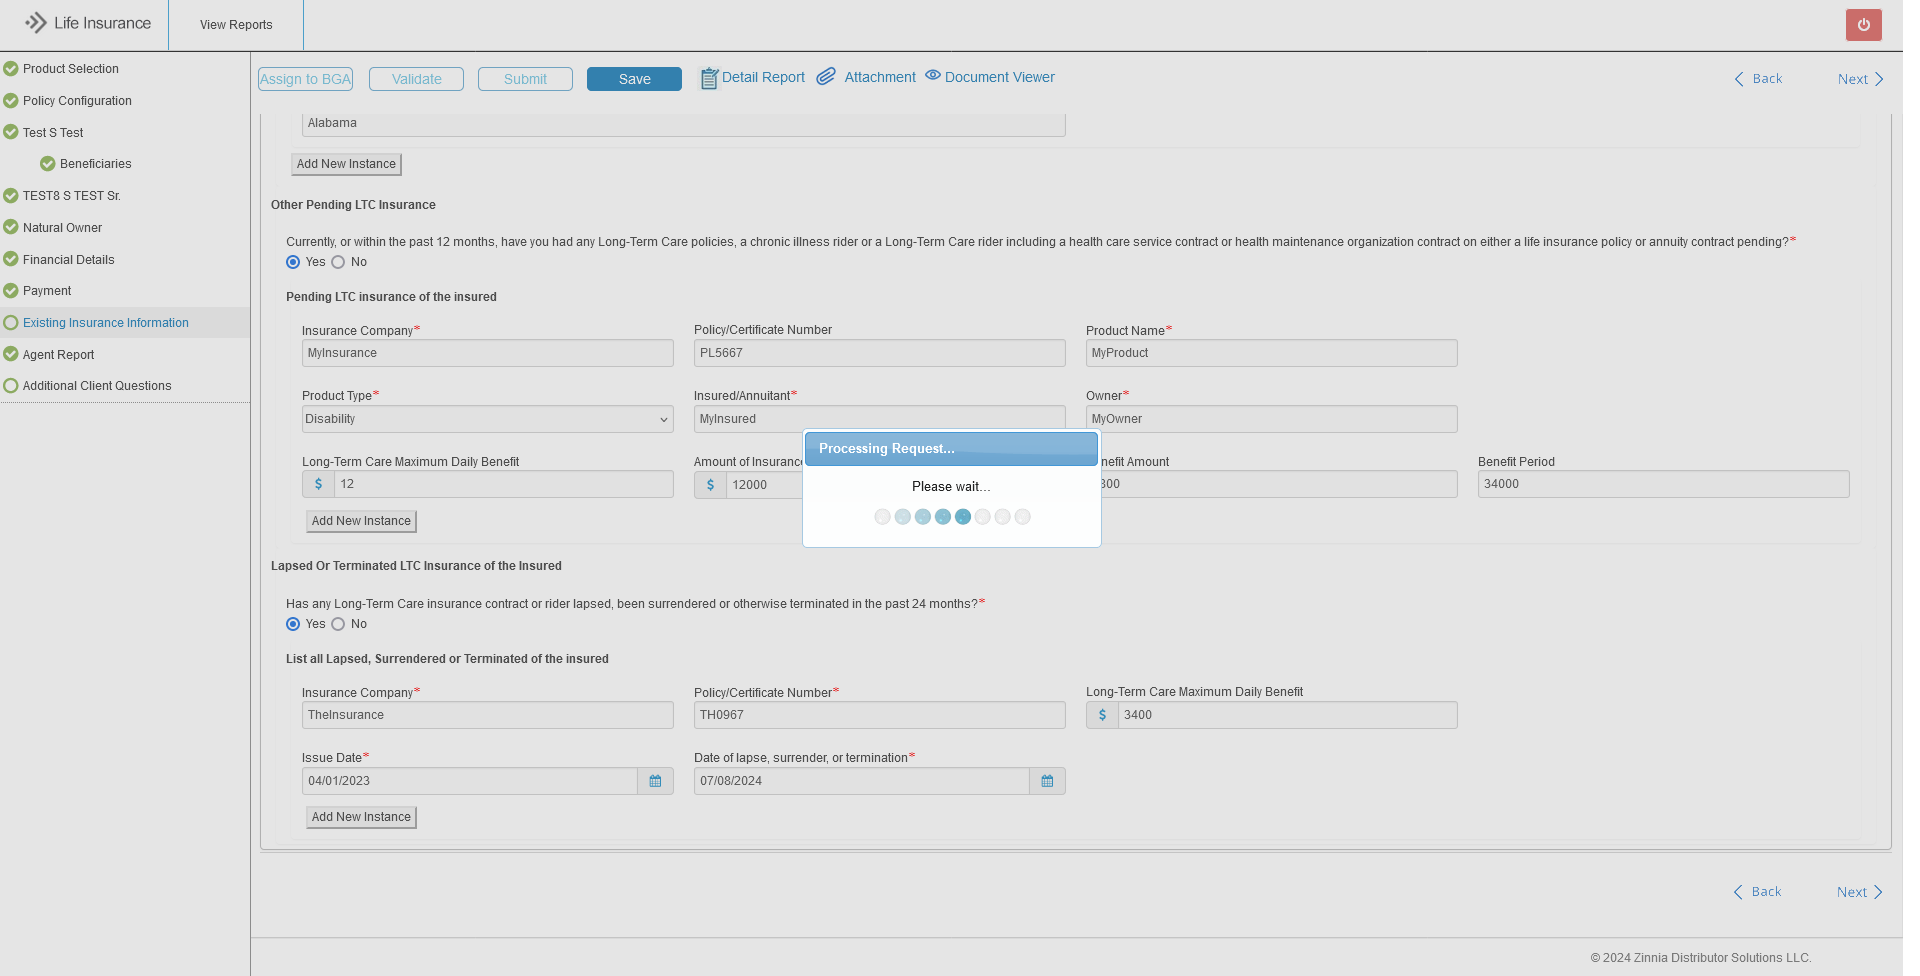 Life Insurance
View Reports
Product Selection
Policy Configuration
Test S Test
Beneficiaries
TEST8 S TEST Sr.
Natural Owner
Financial Details
Payment
Existing Insurance Information
Agent Report
Additional Client Questions
Assign to BGA Validate Submit Save Detail Report Attachment Document Viewer Back Next
Alabama
Add New Instance
Other Pending LTC Insurance
Currently, or within the past 12 months, have you had any Long-Term Care policies, a chronic illness rider or a Long-Term Care rider including a health care service contract or health maintenance organization contract on either a life insurance policy or annuity contract pending?*
Yes No
Pending LTC insurance of the insured
Insurance Company* Policy/Certificate Number Product Name*
MyInsurance PL5667 MyProduct
Product Type* Insured/Annuitant* Owner*
Disability MyInsured MyOwner
Long-Term Care Maximum Daily Benefit Amount of Insurance Amount Benefit Period
$ 12 $ 12000 34000
Add New Instance
Processing Request...
Please wait...
Lapsed Or Terminated LTC Insurance of the Insured
Has any Long-Term Care insurance contract or rider lapsed, been surrendered or otherwise terminated in the past 24 months?*
Yes No
List all Lapsed, Surrendered or Terminated of the insured
Insurance Company* Policy/Certificate Number* Long-Term Care Maximum Daily Benefit
TheInsurance TH0967 $ 3400
Issue Date* Date of lapse, surrender, or termination*
04/01/2023 07/08/2024
Add New Instance
Back Next
© 2024 Zinnia Distributor Solutions LLC.